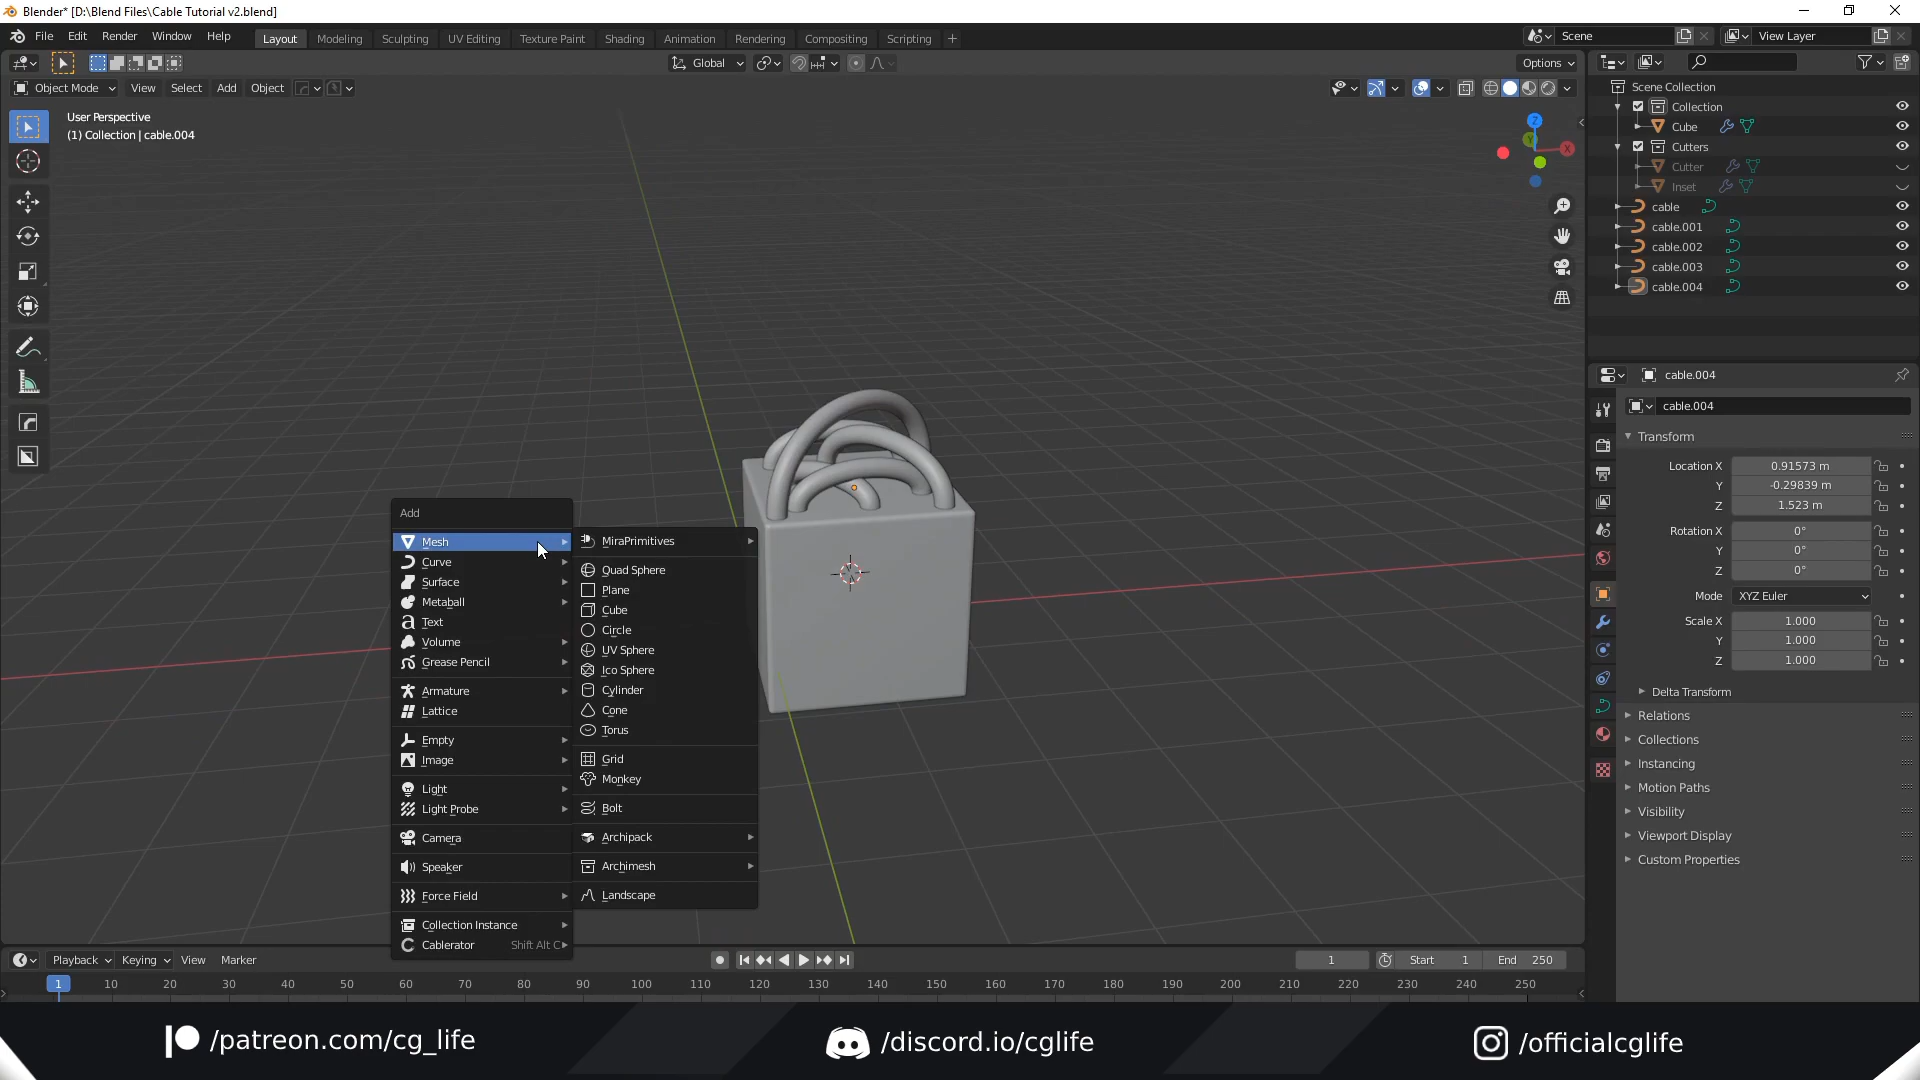 Blender* [D:\Blend Files\Cable Tutorial v2.blend]
File Edit Render Window Help
Layout Modeling Sculpting UV Editing Texture Paint Shading Animation Rendering Compositing Scripting +
Scene
View Layer
Global
Options
Object Mode View Select Add Object
User Perspective
(1) Collection | cable.004
Z
Y
X
Scene Collection
Collection
Cube
Cutters
Cutter
Inset
cable
cable.001
cable.002
cable.003
cable.004
cable.004
cable.004
Transform
Location X 0.91573 m
Y -0.29839 m
Z 1.523 m
Rotation X 0°
Y 0°
Z 0°
Mode XYZ Euler
Scale X 1.000
Y 1.000
Z 1.000
Delta Transform
Relations
Collections
Instancing
Motion Paths
Visibility
Viewport Display
Custom Properties
Add
Mesh
Curve
Surface
Metaball
Text
Volume
Grease Pencil
Armature
Lattice
Empty
Image
Light
Light Probe
Camera
Speaker
Force Field
Collection Instance
Cablerator Shift Alt C
MiraPrimitives
Quad Sphere
Plane
Cube
Circle
UV Sphere
Ico Sphere
Cylinder
Cone
Torus
Grid
Monkey
Bolt
Archipack
Archimesh
Landscape
Playback Keying View Marker
1 Start 1 End 250
1 10 20 30 40 50 60 70 80 90 100 110 120 130 140 150 160 170 180 190 200 210 220 230 240 250
/patreon.com/cg_life
/discord.io/cglife
/officialcglife